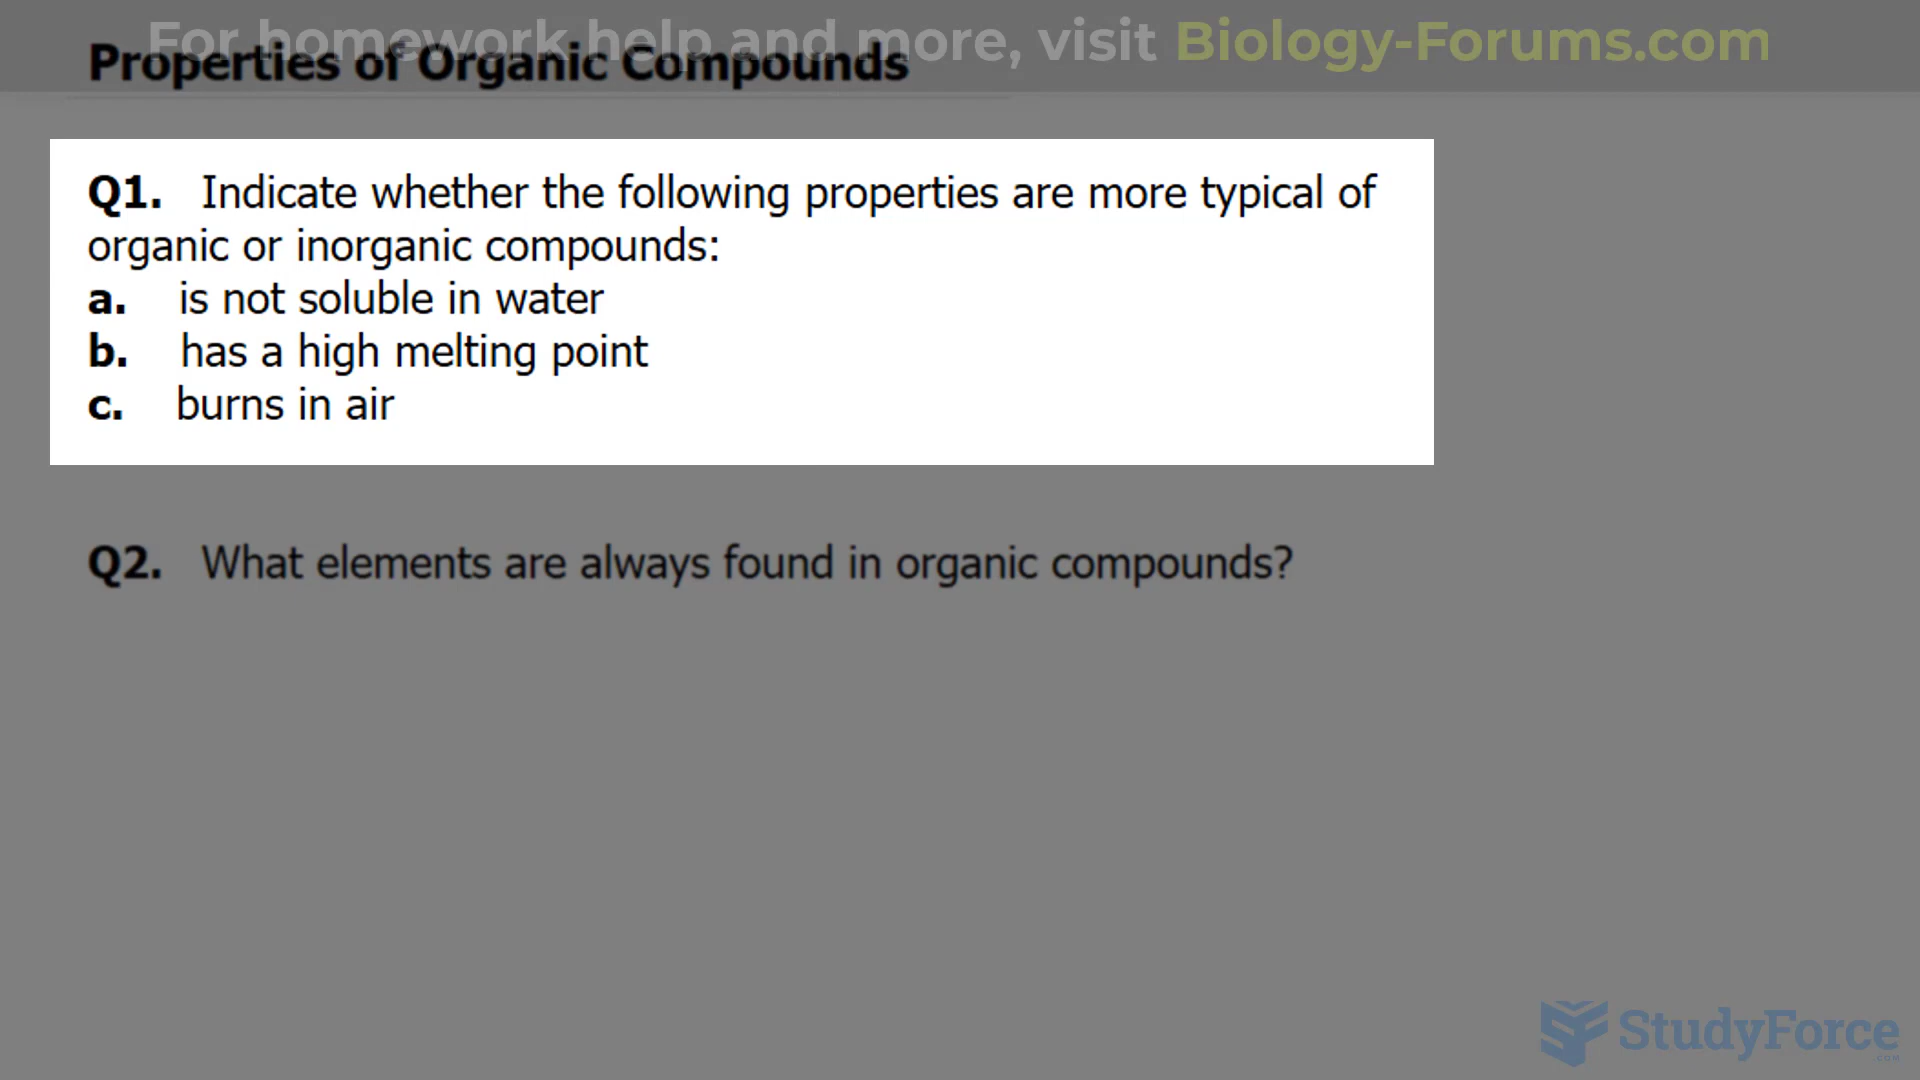 For homework help and more, visit Biology-Forums.com
Properties of Organic Compounds
Q1. Indicate whether the following properties are more typical of
organic or inorganic compounds:
a. is not soluble in water
b. has a high melting point
c. burns in air
Q2. What elements are always found in organic compounds?
StudyForce
.COM